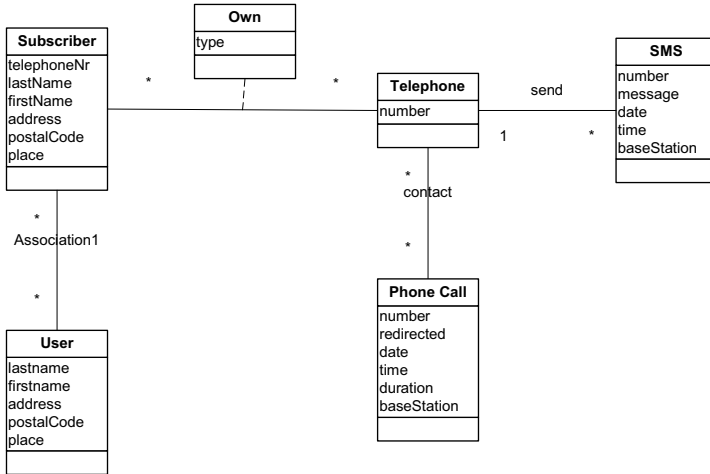 Own
type
Subscriber
telephoneNr
lastName
firstName
address
postalCode
place
*
*
Telephone
number
send
1
*
SMS
number
message
date
time
baseStation
*
contact
*
*
Association1
*
Phone Call
number
redirected
date
time
duration
baseStation
User
lastname
firstname
address
postalCode
place